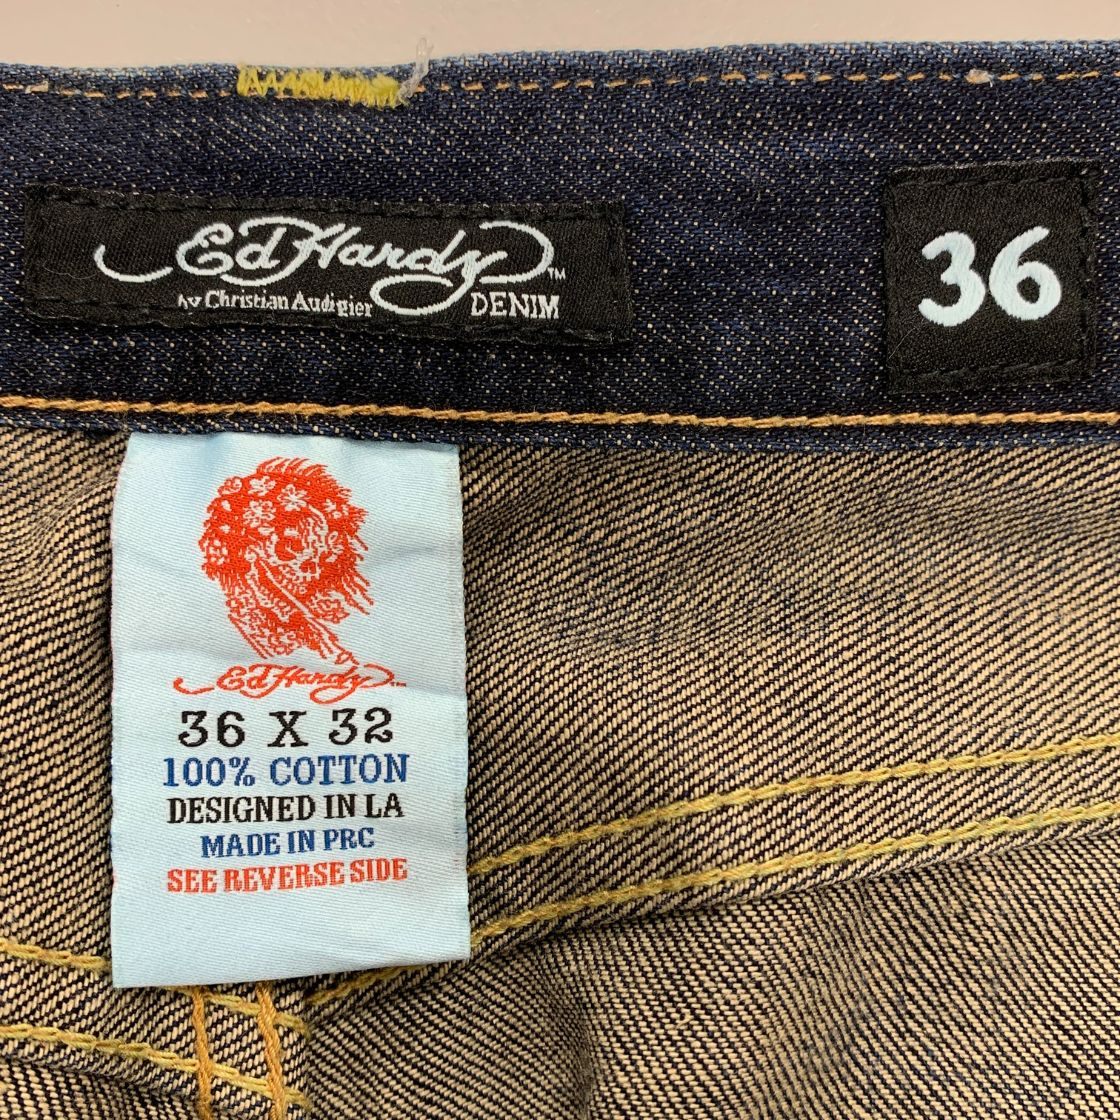 Ed Hardy™
by Christian Audigier DENIM
36
Ed Hardy™
36 X 32
100% COTTON
DESIGNED IN LA
MADE IN PRC
SEE REVERSE SIDE